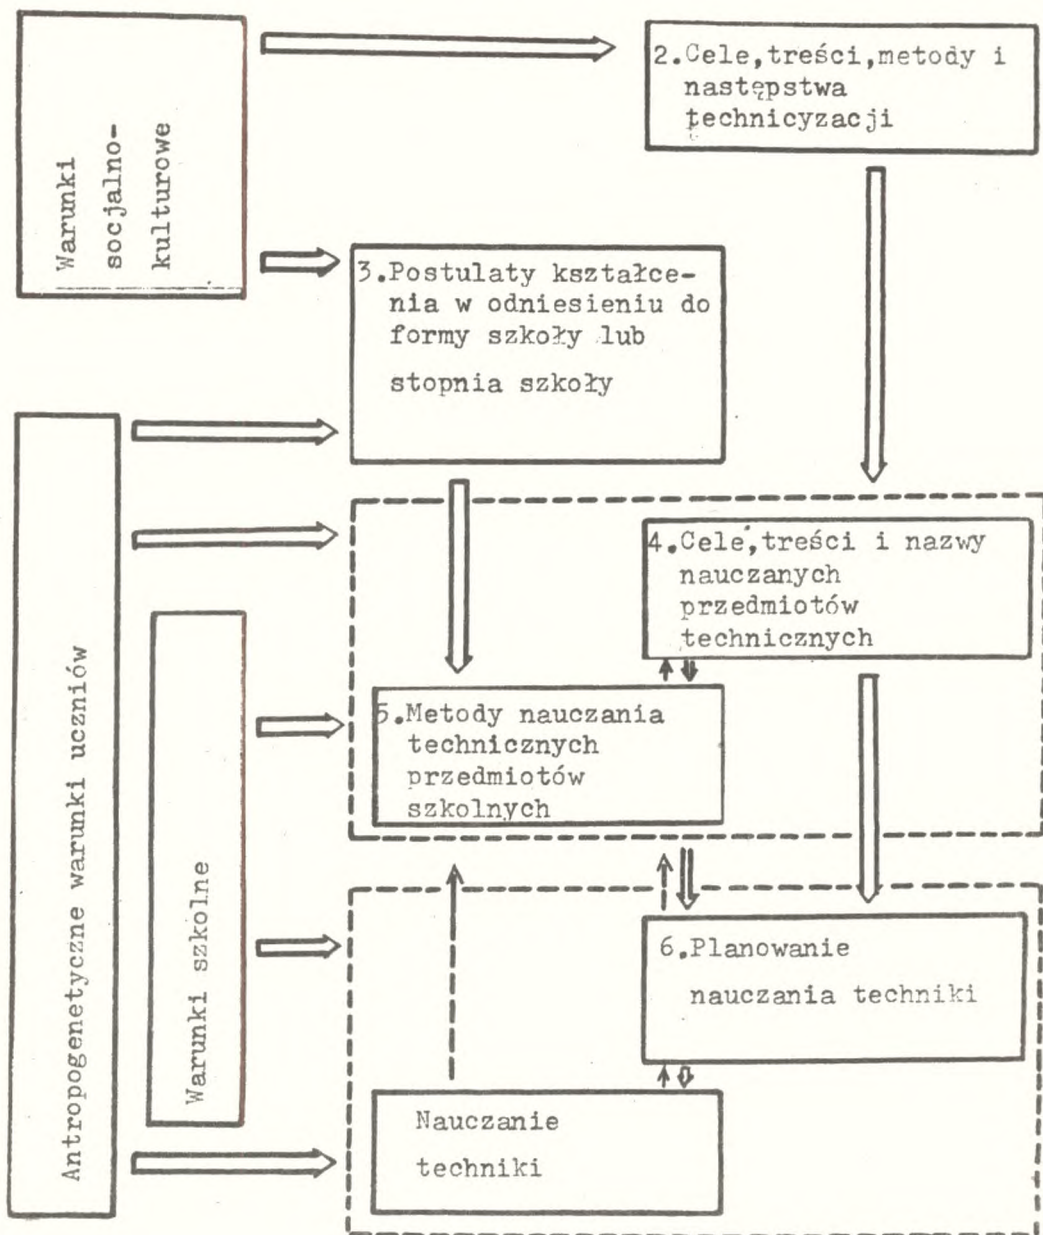 Warunki
socjalno-
kulturowe
2.Cele,treści,metody i
następstwa
technicyzacji
3.Postulaty kształce-
nia w odniesieniu do
formy szkoły lub
stopnia szkoły
Antropogenetyczne warunki uczniów
Warunki szkolne
4.Cele,treści i nazwy
nauczanych
przedmiotów
technicznych
5.Metody nauczania
technicznych
przedmiotów
szkolnych
6.Planowanie
nauczania techniki
Nauczanie
techniki